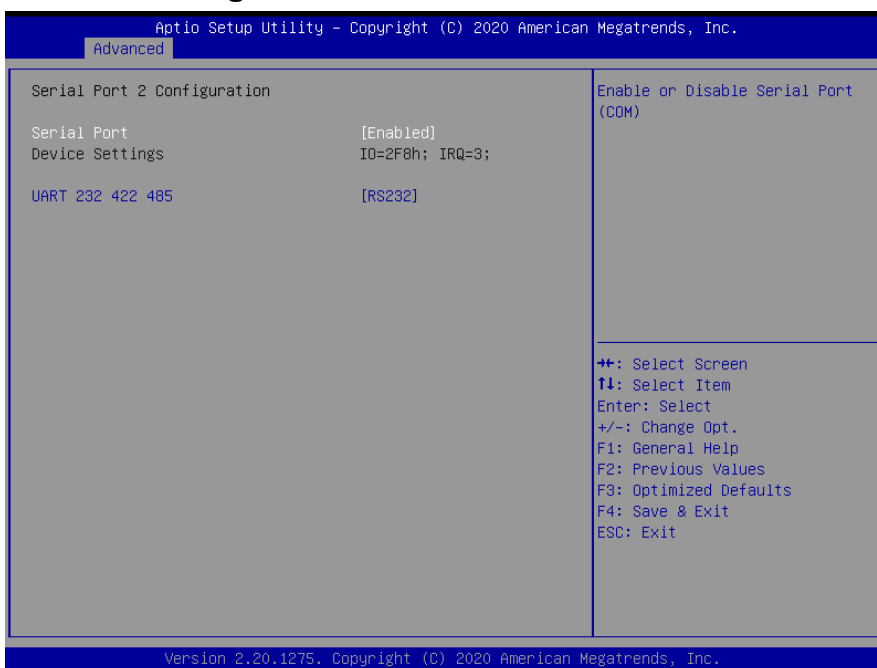 Aptio Setup Utility – Copyright (C) 2020 American Megatrends, Inc.
Advanced
Serial Port 2 Configuration
Serial Port [Enabled]
Device Settings IO=2F8h; IRQ=3;
UART 232 422 485 [RS232]
Enable or Disable Serial Port
(COM)
→←: Select Screen
↑↓: Select Item
Enter: Select
+/-: Change Opt.
F1: General Help
F2: Previous Values
F3: Optimized Defaults
F4: Save & Exit
ESC: Exit
Version 2.20.1275. Copyright (C) 2020 American Megatrends, Inc.